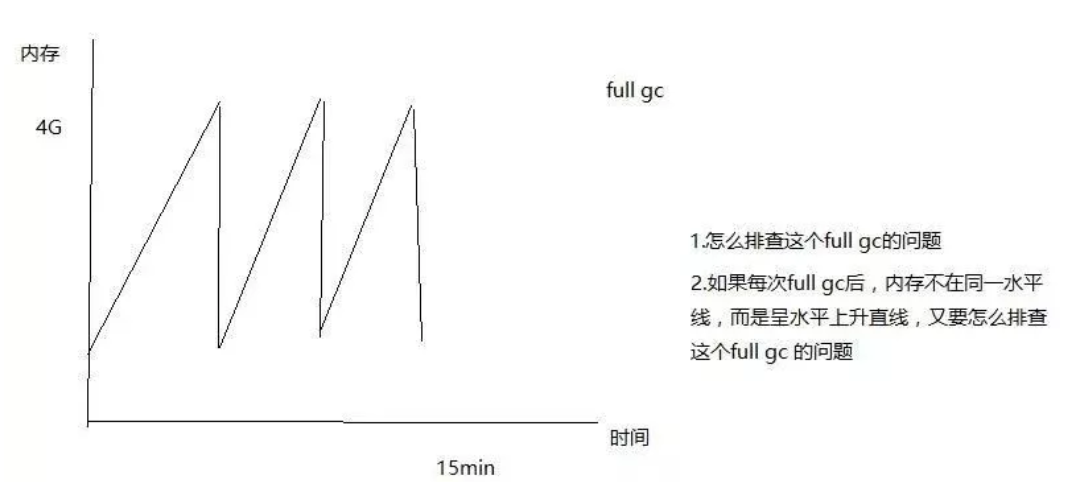 内存
full gc
4G
1.怎么排查这个full gc的问题
2.如果每次full gc后，内存不在同一水平
线，而是呈水平上升直线，又要怎么排查
这个full gc 的问题
时间
15min